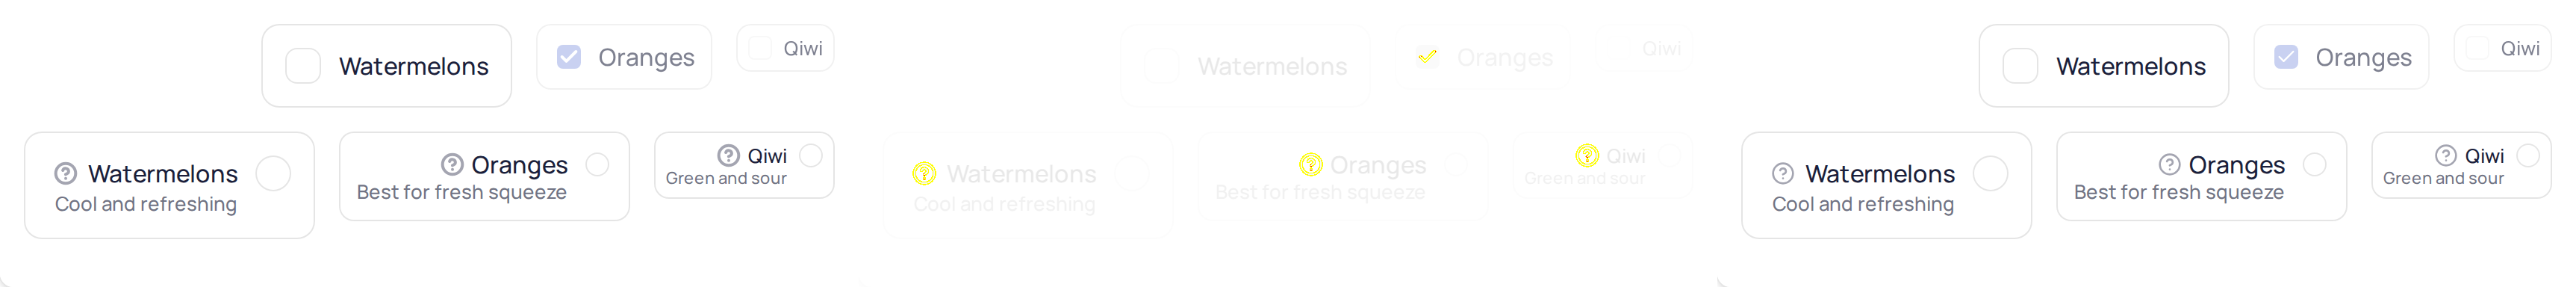 Watermelons Oranges Qiwi Watermelons Oranges Qiwi Watermelons Oranges Qiwi
Watermelons Oranges Qiwi Watermelons Oranges Qiwi Watermelons Oranges Qiwi
Cool and refreshing Best for fresh squeeze Green and sour Cool and refreshing Best for fresh squeeze Green and sour Cool and refreshing Best for fresh squeeze Green and sour